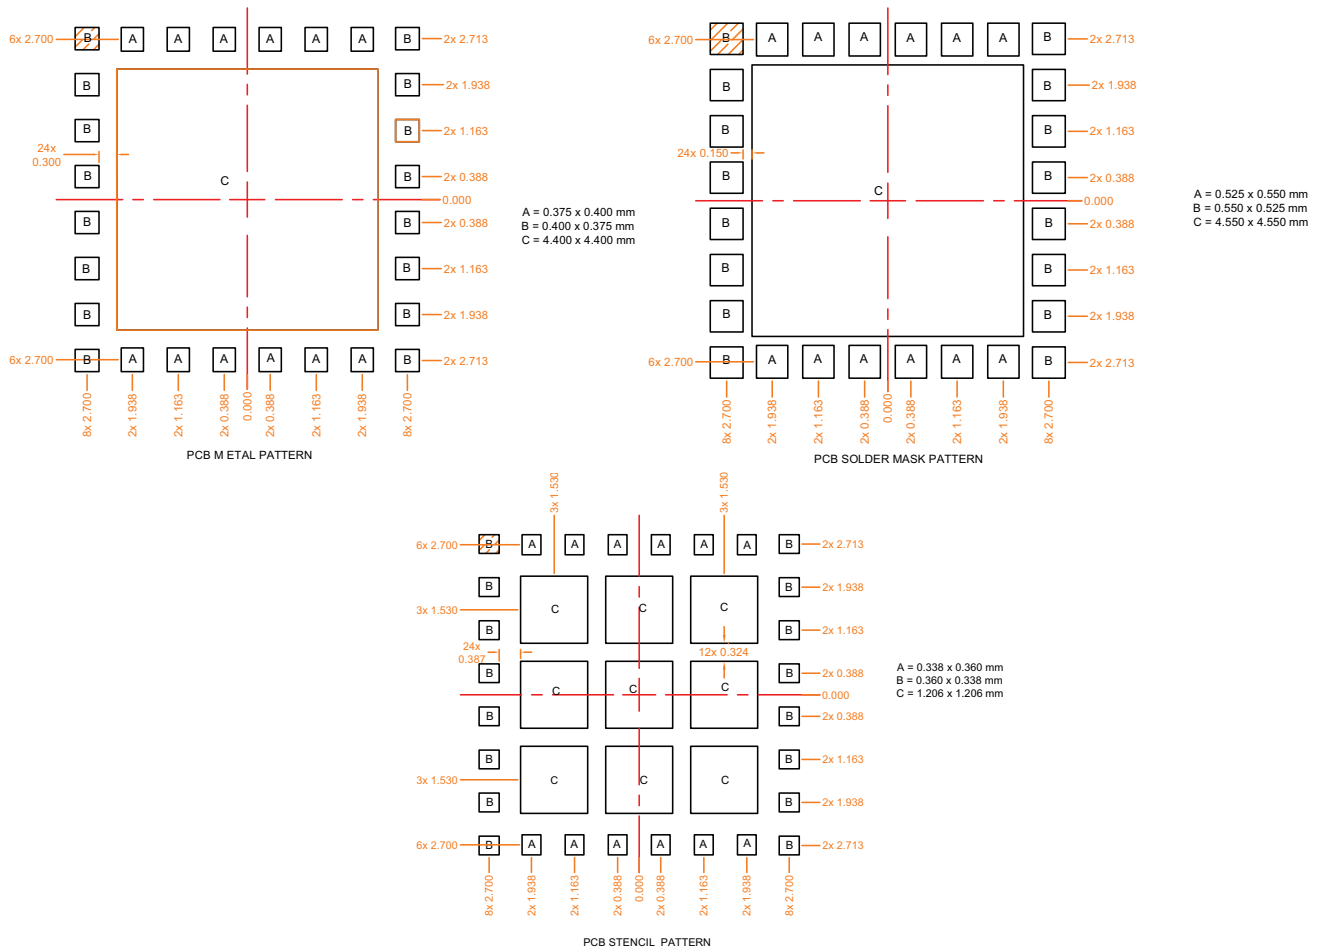 6x 2.700
B
A
A
A
A
A
A
B
2x 2.713
B
B
2x 1.938
B
B
2x 1.163
24x
0.300
B
C
B
2x 0.388
0.000
B
B
2x 0.388
B
B
2x 1.163
B
B
2x 1.938
6x 2.700
B
A
A
A
A
A
A
B
2x 2.713
8x 2.700
2x 1.938
2x 1.163
2x 0.388
0.000
2x 0.388
2x 1.163
2x 1.938
8x 2.700
A = 0.375 x 0.400 mm
B = 0.400 x 0.375 mm
C = 4.400 x 4.400 mm
PCB M ETAL PATTERN
6x 2.700
B
A
A
A
A
A
A
B
2x 2.713
B
B
2x 1.938
B
B
2x 1.163
24x 0.150
B
C
B
2x 0.388
0.000
B
B
2x 0.388
B
B
2x 1.163
B
B
2x 1.938
6x 2.700
B
A
A
A
A
A
A
B
2x 2.713
8x 2.700
2x 1.938
2x 1.163
2x 0.388
0.000
2x 0.388
2x 1.163
2x 1.938
8x 2.700
A = 0.525 x 0.550 mm
B = 0.550 x 0.525 mm
C = 4.550 x 4.550 mm
PCB SOLDER MASK PATTERN
3x 1.530
3x 1.530
6x 2.700
B
A
A
A
A
A
A
B
2x 2.713
B
B
2x 1.938
3x 1.530
C
C
C
B
B
2x 1.163
24x
0.387
12x 0.324
B
B
2x 0.388
C
C
C
0.000
B
B
2x 0.388
B
B
2x 1.163
3x 1.530
C
C
C
B
B
2x 1.938
6x 2.700
B
A
A
A
A
A
A
B
2x 2.713
8x 2.700
2x 1.938
2x 1.163
2x 0.388
0.000
2x 0.388
2x 1.163
2x 1.938
8x 2.700
A = 0.338 x 0.360 mm
B = 0.360 x 0.338 mm
C = 1.206 x 1.206 mm
PCB STENCIL PATTERN